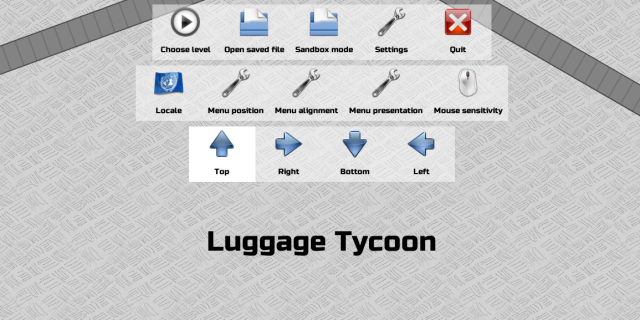 Choose level Open saved file Sandbox mode Settings Quit
Locale Menu position Menu alignment Menu presentation Mouse sensitivity
Top Right Bottom Left
Luggage Tycoon